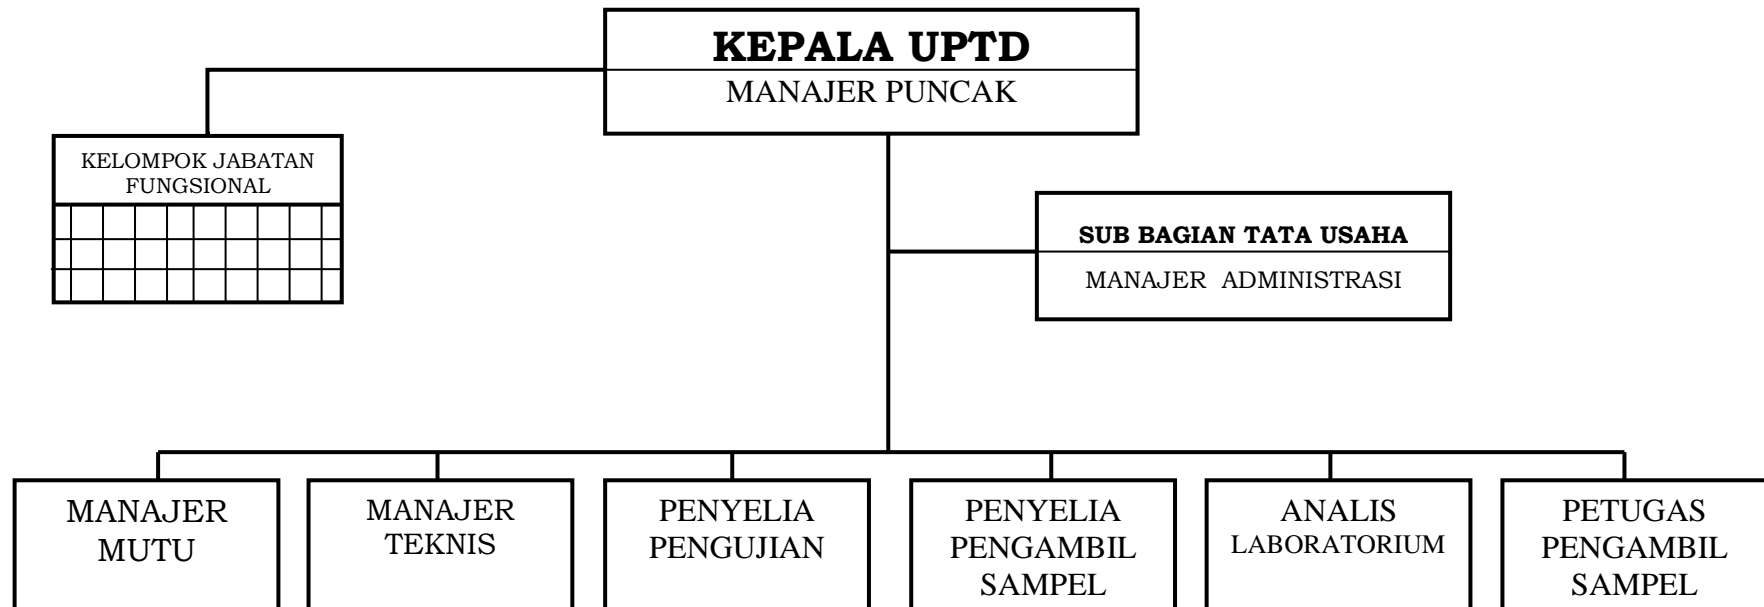 KEPALA UPTD
MANAJER PUNCAK
KELOMPOK JABATAN
FUNGSIONAL
SUB BAGIAN TATA USAHA
MANAJER ADMINISTRASI
MANAJER
MUTU
MANAJER
TEKNIS
PENYELIA
PENGUJIAN
PENYELIA
PENGAMBIL
SAMPEL
ANALIS
LABORATORIUM
PETUGAS
PENGAMBIL
SAMPEL